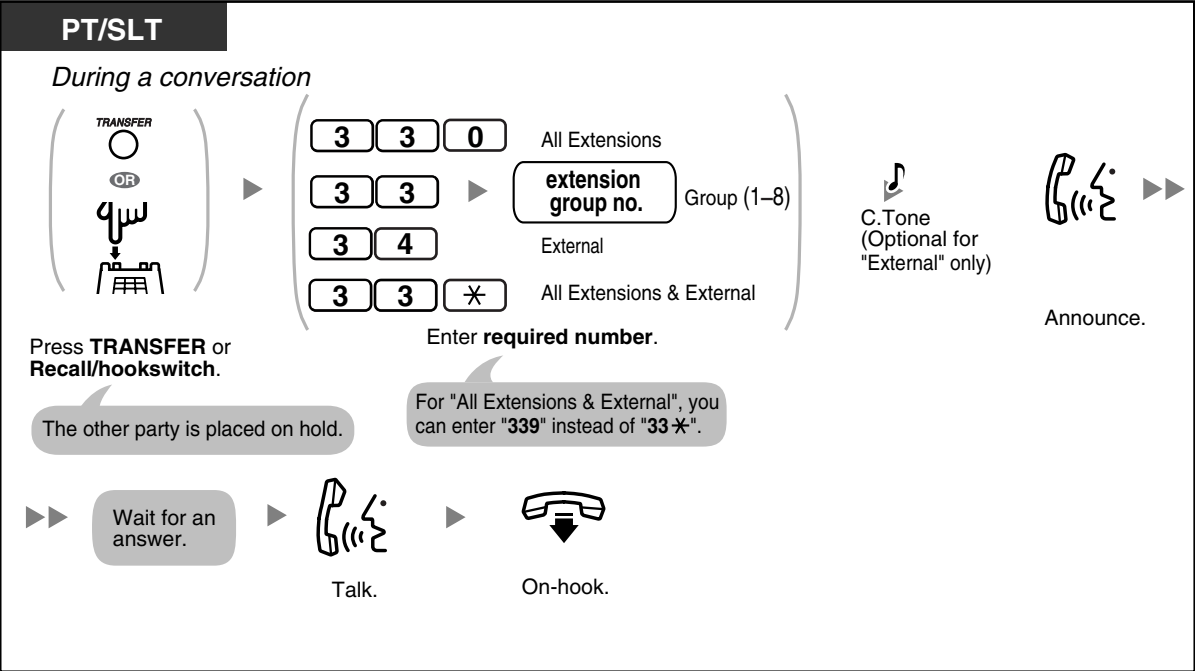 PT/SLT
During a conversation
TRANSFER
OR
3 3 0 All Extensions
3 3 extension group no. Group (1–8)
3 4 External
3 3 ✳ All Extensions & External
C.Tone
(Optional for
"External" only)
Announce.
Press TRANSFER or
Recall/hookswitch.
The other party is placed on hold.
Enter required number.
For "All Extensions & External", you
can enter "339" instead of "33✳".
Wait for an
answer.
Talk.
On-hook.